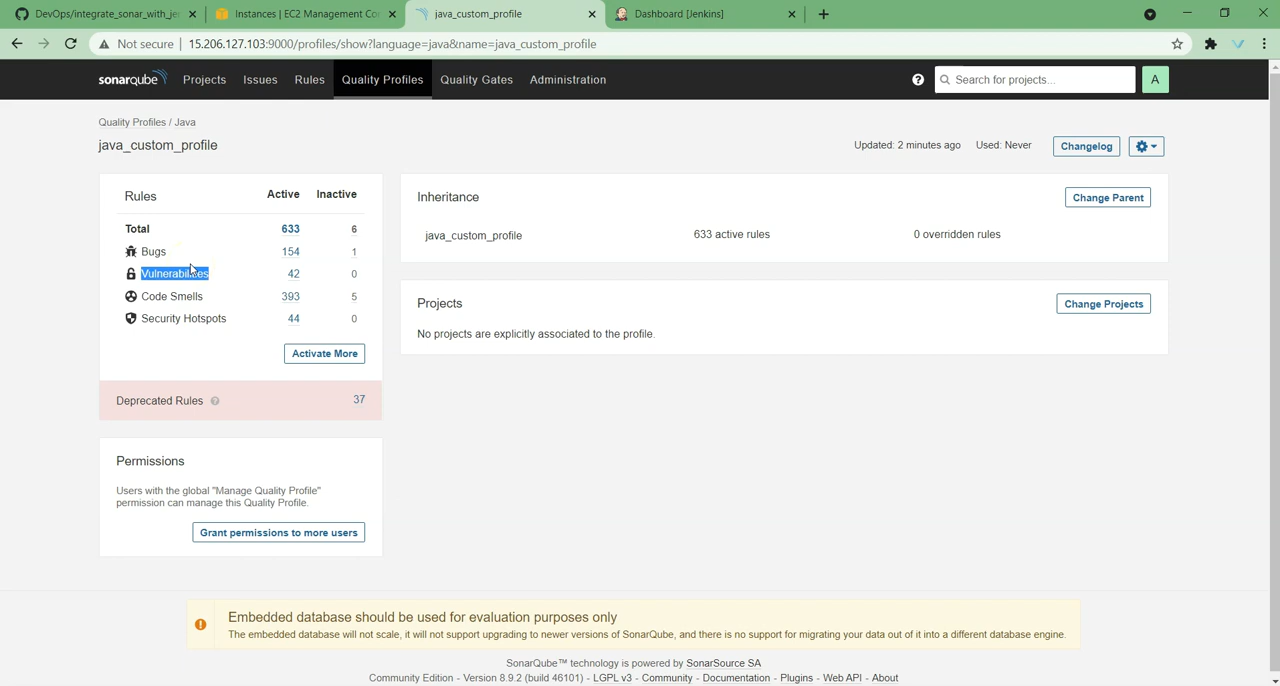 DevOps/integrate_sonar_with_je
Instances | EC2 Management Co
java_custom_profile
Dashboard [Jenkins]
Not secure
15.206.127.103:9000/profiles/show?language=java&name=java_custom_profile
sonarqube
Projects
Issues
Rules
Quality Profiles
Quality Gates
Administration
Search for projects...
A
Quality Profiles / Java
java_custom_profile
Updated: 2 minutes ago
Used: Never
Changelog
Rules Active Inactive
Total 633 6
Bugs 154 1
Vulnerabilities 42 0
Code Smells 393 5
Security Hotspots 44 0
Activate More
Deprecated Rules 37
Permissions
Users with the global "Manage Quality Profile"
permission can manage this Quality Profile.
Grant permissions to more users
Inheritance
Change Parent
java_custom_profile 633 active rules 0 overridden rules
Projects
Change Projects
No projects are explicitly associated to the profile.
Embedded database should be used for evaluation purposes only
The embedded database will not scale, it will not support upgrading to newer versions of SonarQube, and there is no support for migrating your data out of it into a different database engine.
SonarQube™ technology is powered by SonarSource SA
Community Edition - Version 8.9.2 (build 46101) - LGPL v3 - Community - Documentation - Plugins - Web API - About